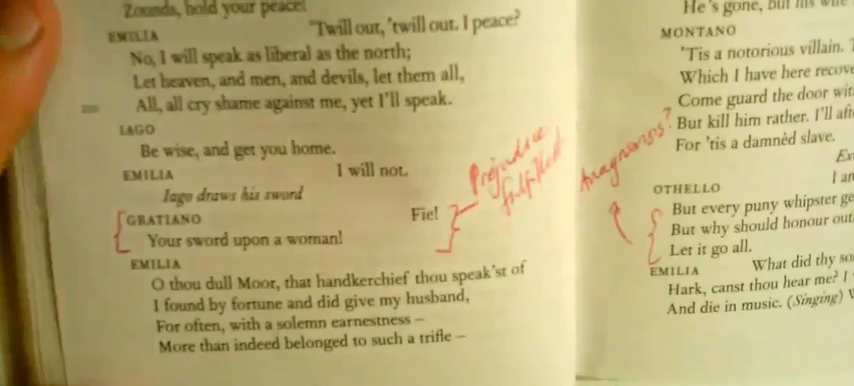 Zounds, hold your peace!
EMILIA 'Twill out, 'twill out. I peace?
No, I will speak as liberal as the north;
Let heaven, and men, and devils, let them all,
All, all cry shame against me, yet I'll speak.
IAGO
Be wise, and get you home.
EMILIA I will not.
Iago draws his sword
GRATIANO Fie!
Your sword upon a woman!
Prejudice
fulfilled
EMILIA
O thou dull Moor, that handkerchief thou speak'st of
I found by fortune and did give my husband,
For often, with a solemn earnestness –
More than indeed belonged to such a trifle –
He's gone, but his wife
MONTANO
'Tis a notorious villain.
Which I have here
Come guard the door
But kill him rather. I'll
For 'tis a damnèd slave.
Anagnorisis?
OTHELLO
But every puny whipster
But why should honour
Let it go all.
EMILIA What did thy
Hark, canst thou hear me? I
And die in music. (Singing)